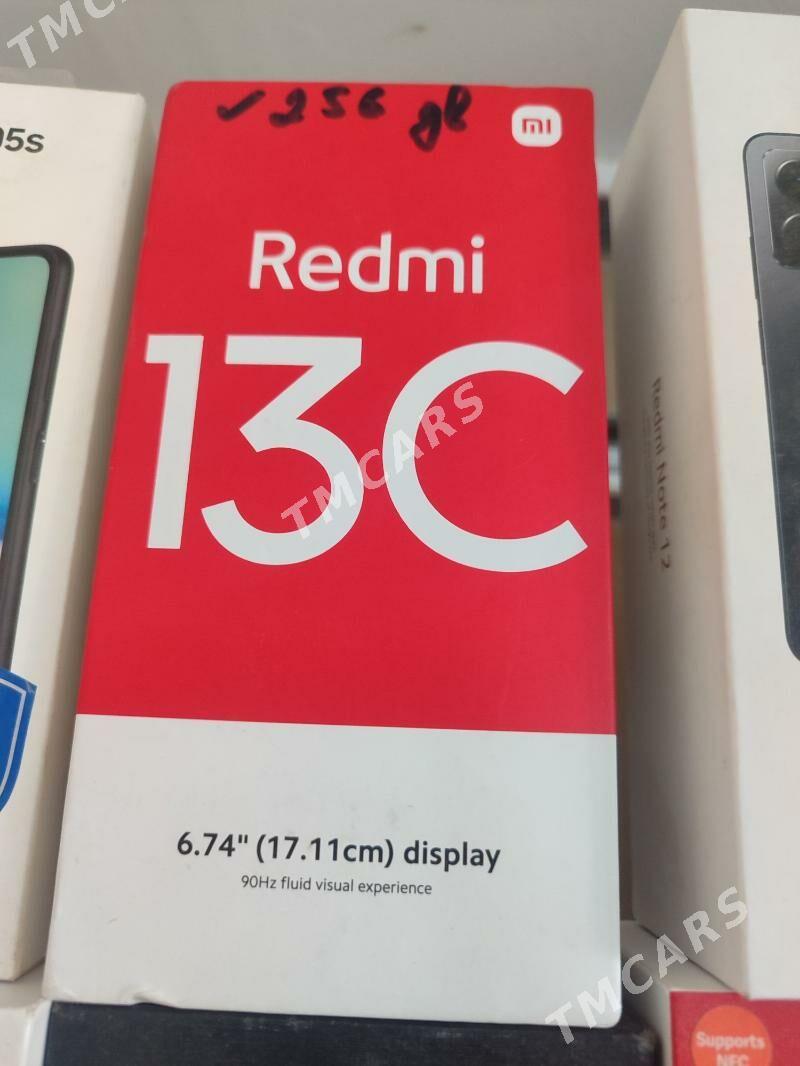 256 gb
mi
Redmi
13C
6.74" (17.11cm) display
90Hz fluid visual experience
05s
Redmi Note 12
Supports
NFC
TMCARS
TMCARS
TMCARS